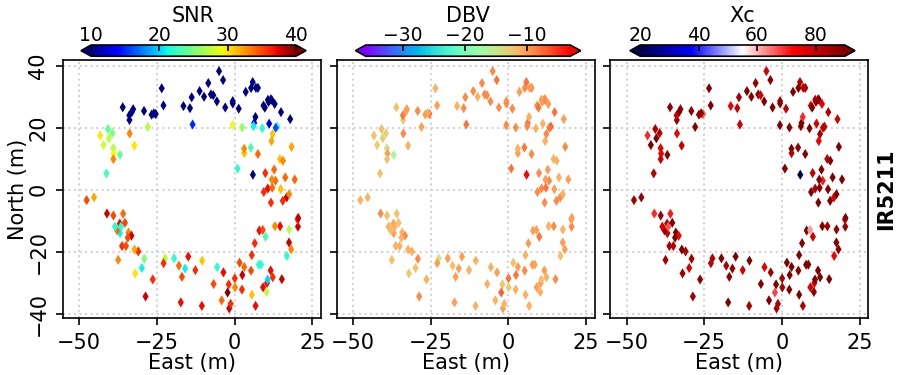 SNR DBV Xc
10 20 30 40 −30 −20 −10 20 40 60 80
40
20
0
−20
−40
North (m)
IR5211
−50 −25 0 25 −50 −25 0 25 −50 −25 0 25
East (m) East (m) East (m)